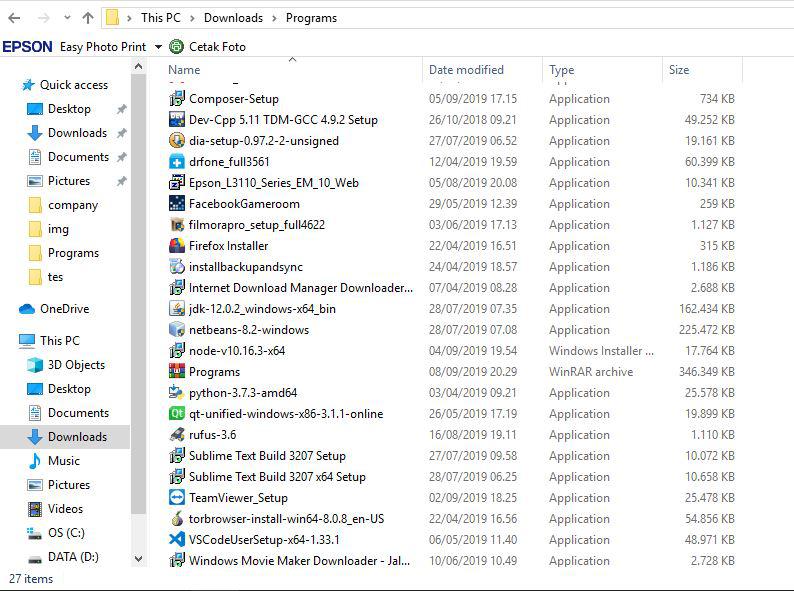 This PC > Downloads > Programs
EPSON Easy Photo Print Cetak Foto
Quick access
Desktop
Downloads
Documents
Pictures
company
img
Programs
tes
OneDrive
This PC
3D Objects
Desktop
Documents
Downloads
Music
Pictures
Videos
OS (C:)
DATA (D:)
Name Date modified Type Size
Composer-Setup 05/09/2019 17.15 Application 734 KB
Dev-Cpp 5.11 TDM-GCC 4.9.2 Setup 26/10/2018 09.21 Application 49.252 KB
dia-setup-0.97.2-2-unsigned 27/07/2019 06.52 Application 19.161 KB
drfone_full3561 12/04/2019 19.59 Application 60.399 KB
Epson_L3110_Series_EM_10_Web 05/08/2019 20.08 Application 10.341 KB
FacebookGameroom 29/05/2019 12.39 Application 259 KB
filmorapro_setup_full4622 03/06/2019 17.13 Application 1.127 KB
Firefox Installer 22/04/2019 16.51 Application 315 KB
installbackupandsync 24/04/2019 18.57 Application 1.186 KB
Internet Download Manager Downloader... 07/04/2019 08.28 Application 2.688 KB
jdk-12.0.2_windows-x64_bin 28/07/2019 07.35 Application 162.434 KB
netbeans-8.2-windows 28/07/2019 07.08 Application 225.472 KB
node-v10.16.3-x64 04/09/2019 19.54 Windows Installer ... 17.764 KB
Programs 08/09/2019 20.29 WinRAR archive 346.349 KB
python-3.7.3-amd64 03/04/2019 09.21 Application 25.578 KB
qt-unified-windows-x86-3.1.1-online 26/05/2019 17.19 Application 19.899 KB
rufus-3.6 16/08/2019 19.11 Application 1.110 KB
Sublime Text Build 3207 Setup 27/07/2019 09.58 Application 10.072 KB
Sublime Text Build 3207 x64 Setup 28/07/2019 06.25 Application 10.658 KB
TeamViewer_Setup 02/09/2019 18.25 Application 25.478 KB
torbrowser-install-win64-8.0.8_en-US 22/04/2019 16.56 Application 54.856 KB
VSCodeUserSetup-x64-1.33.1 06/05/2019 11.40 Application 48.971 KB
Windows Movie Maker Downloader - Jal... 10/06/2019 10.49 Application 2.728 KB
27 items